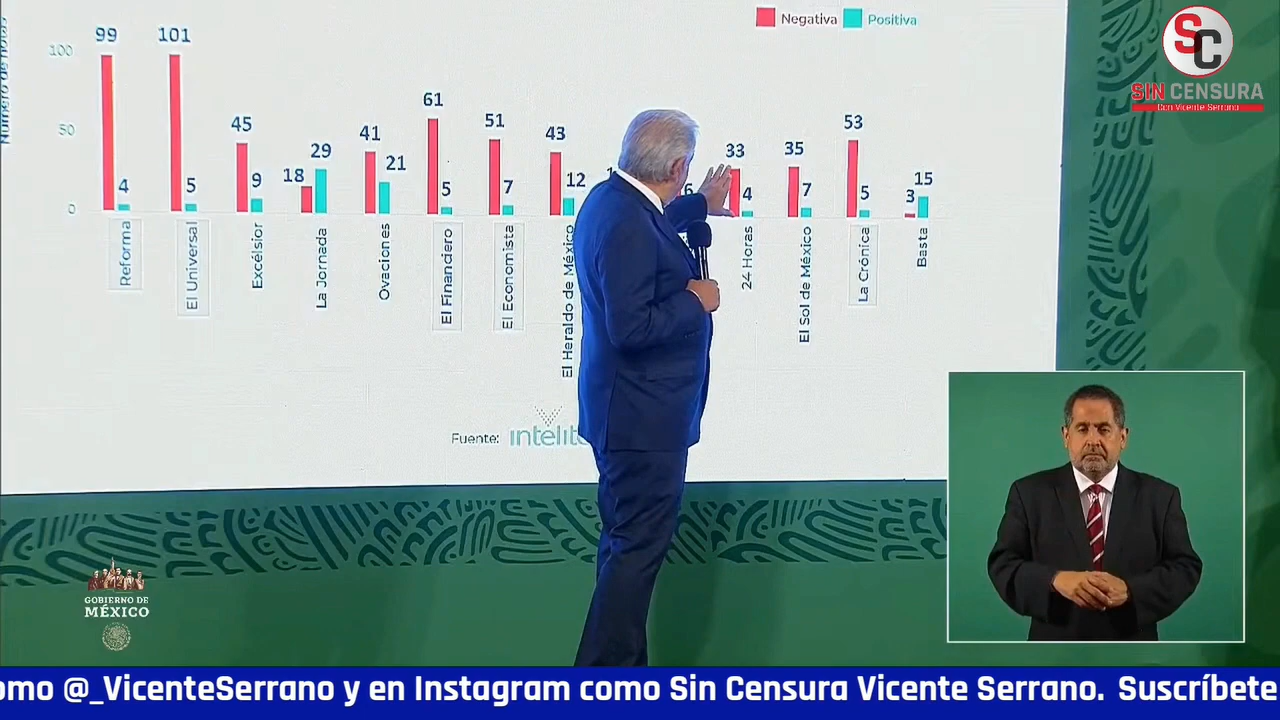 Negativa
Positiva
SC
SIN CENSURA
Con Vicente Serrano
100
50
0
99
4
101
5
45
9
18
29
41
21
61
5
51
7
43
12
6
33
4
35
7
53
5
3
15
Reforma
El Universal
Excélsior
La Jornada
Ovaciones
El Financiero
El Economista
El Heraldo de México
24 Horas
El Sol de México
La Crónica
Basta
Fuente:
GOBIERNO DE
MÉXICO
omo @_VicenteSerrano y en Instagram como Sin Censura Vicente Serrano. Suscríbete